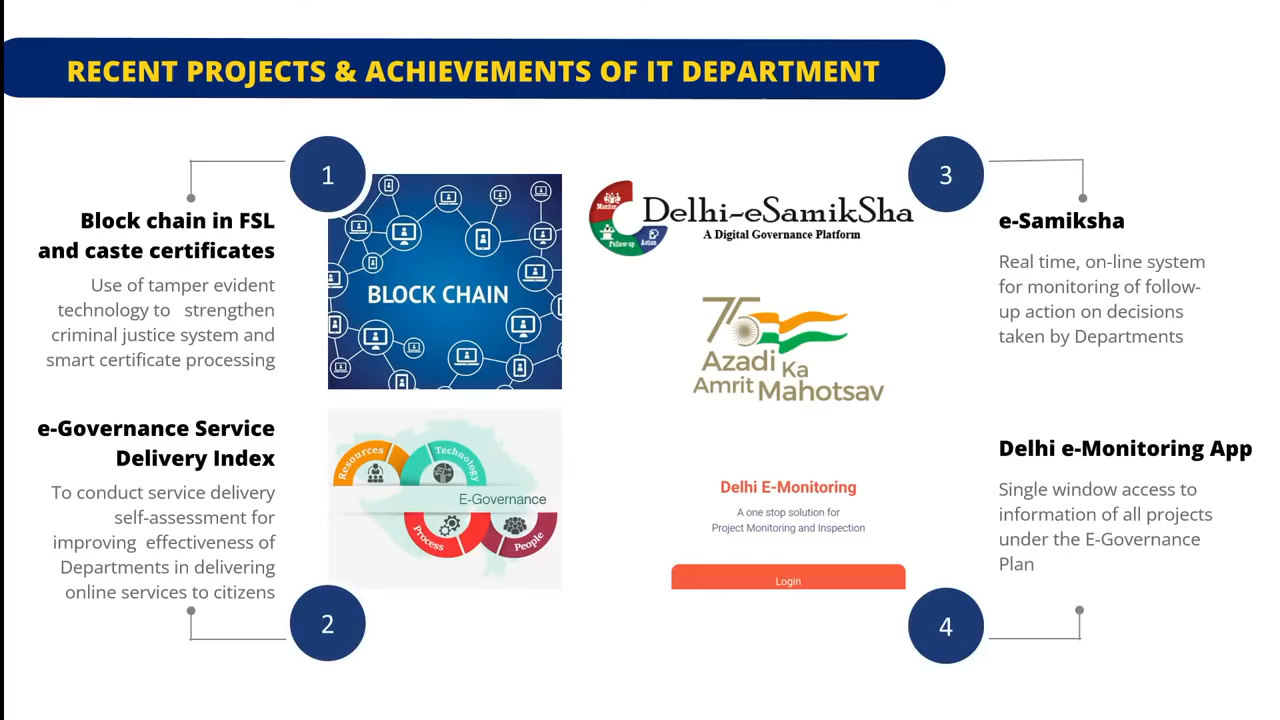 RECENT PROJECTS & ACHIEVEMENTS OF IT DEPARTMENT
1
Block chain in FSL
and caste certificates
Use of tamper evident
technology to strengthen
criminal justice system and
smart certificate processing
BLOCK CHAIN
e-Governance Service
Delivery Index
To conduct service delivery
self-assessment for
improving effectiveness of
Departments in delivering
online services to citizens
2
Resources
Technology
E-Governance
Process
People
3
e-Samiksha
Real time, on-line system
for monitoring of follow-
up action on decisions
taken by Departments
Monitor
Follow-up
Action
Delhi-eSamikSha
A Digital Governance Platform
75
Azadi Ka
Amrit Mahotsav
Delhi e-Monitoring App
Single window access to
information of all projects
under the E-Governance
Plan
4
Delhi E-Monitoring
A one stop solution for
Project Monitoring and Inspection
Login